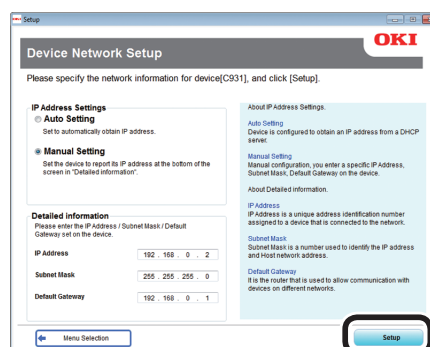 OKI Setup
OKI
Device Network Setup
Please specify the network information for device[C931], and click [Setup].
IP Address Settings
Auto Setting
Set to automatically obtain IP address.
Manual Setting
Set the device to report its IP address at the bottom of the
screen in "Detailed information".
Detailed information
Please enter the IP Address / Subnet Mask / Default
Gateway set on the device.
IP Address 192 . 168 . 0 . 2
Subnet Mask 255 . 255 . 255 . 0
Default Gateway 192 . 168 . 0 . 1
About IP Address Settings.
Auto Setting
Device is configured to obtain an IP address from a DHCP
server.
Manual Setting
Manual configuration, you enter a specific IP Address,
Subnet Mask, Default Gateway on the device.
About Detailed information.
IP Address
IP Address is a unique address identification number
assigned to a device that is connected to the network.
Subnet Mask
Subnet Mask is a number used to identify the IP address
and Host network address.
Default Gateway
It is the router that is used to allow communication with
devices on different networks.
Menu Selection
Setup